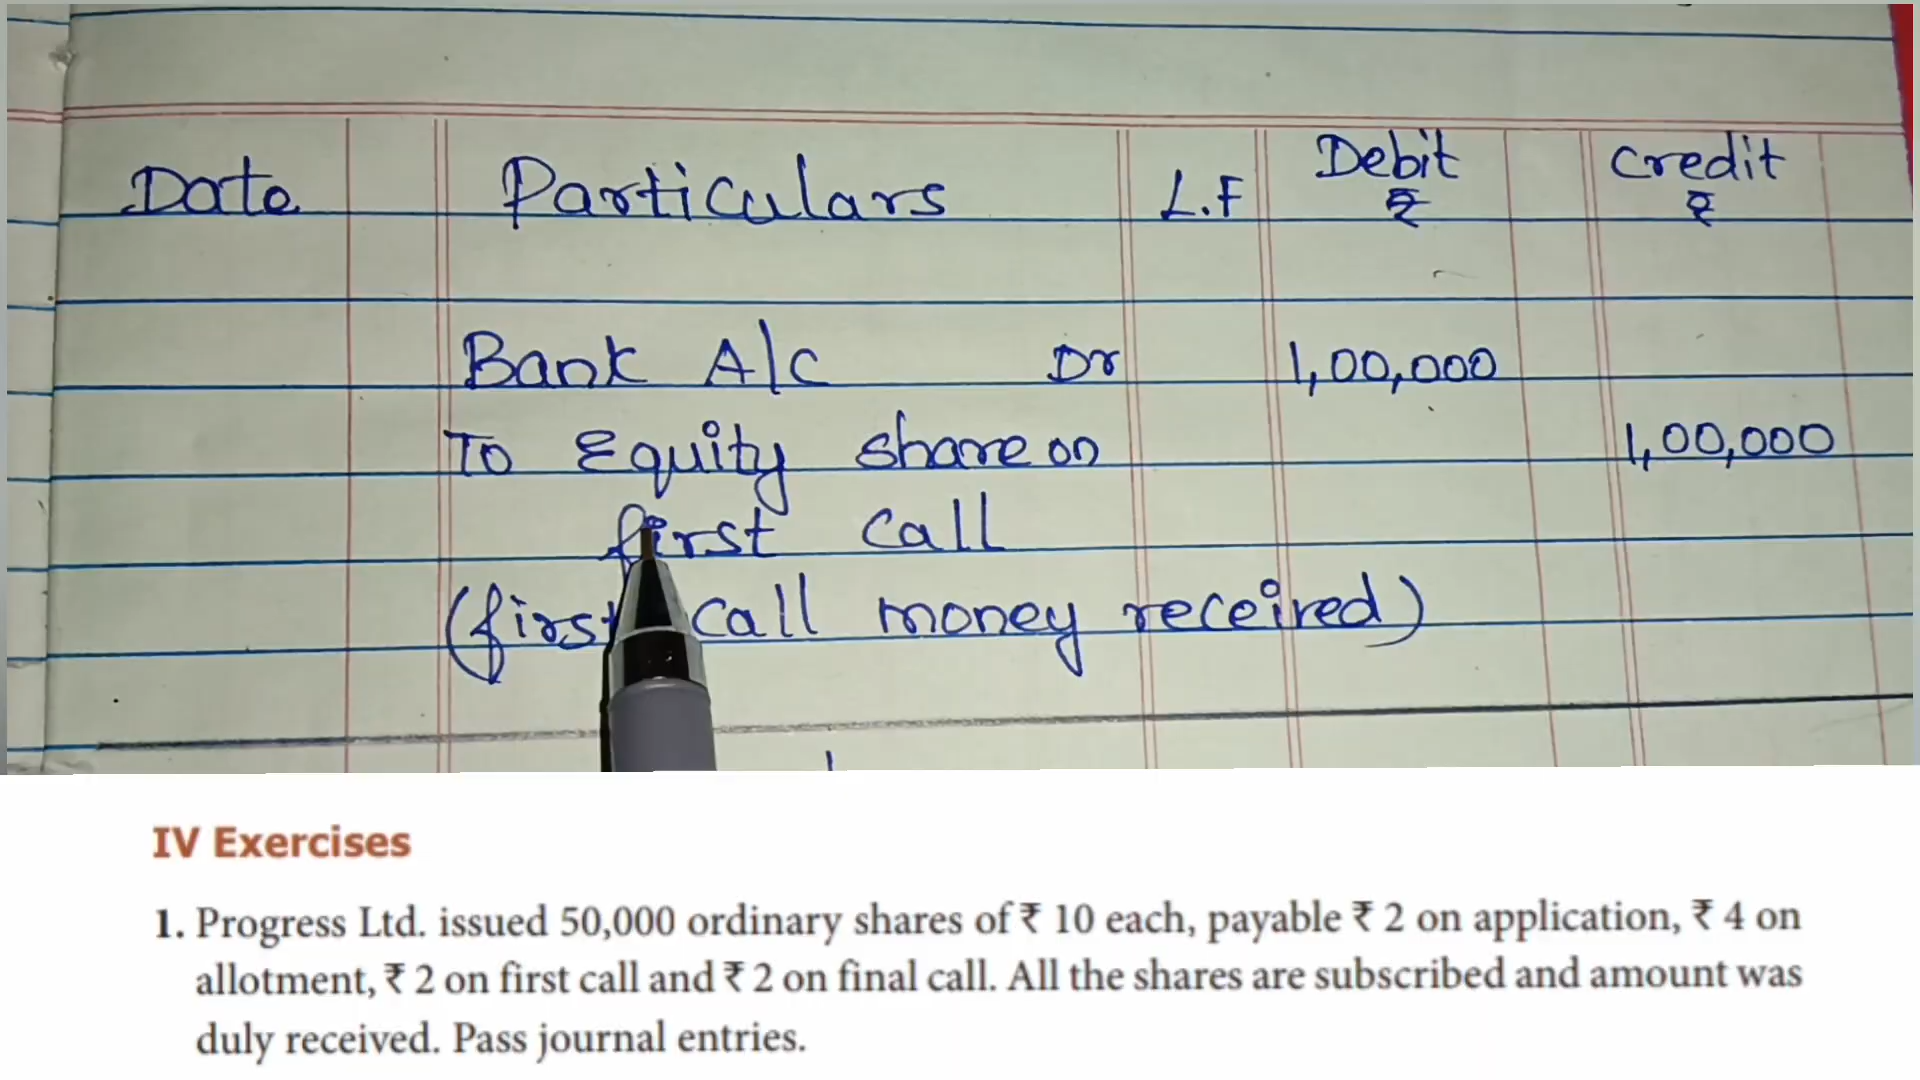 Date Particulars L.F Debit ₹ Credit ₹
Bank A/C Dr 1,00,000
To Equity share on 1,00,000
first call
(first call money received)
IV Exercises
1. Progress Ltd. issued 50,000 ordinary shares of ₹ 10 each, payable ₹ 2 on application, ₹ 4 on
allotment, ₹ 2 on first call and ₹ 2 on final call. All the shares are subscribed and amount was
duly received. Pass journal entries.